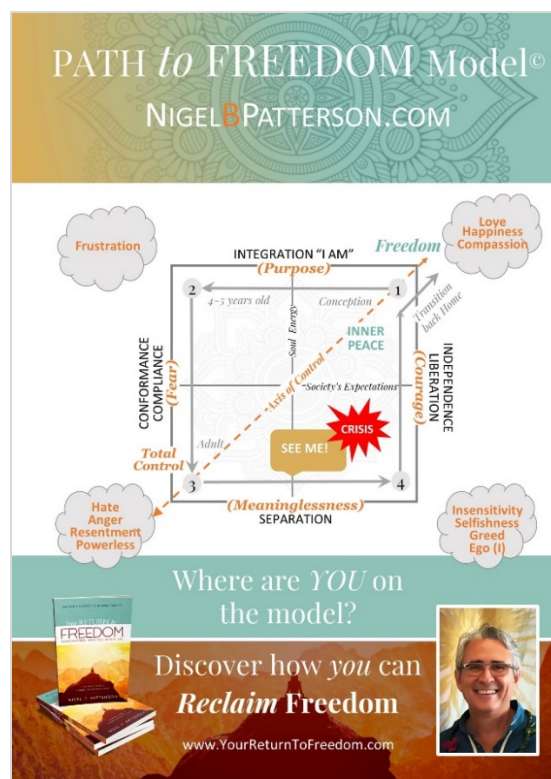 PATH to FREEDOM Model©
NIGELBPATTERSON.COM
Frustration
Love
Happiness
Compassion
Freedom
INTEGRATION "I AM"
(Purpose)
2
4-5 years old
Conception
1
Transition
back Home
Soul Energy
INNER
PEACE
CONFORMANCE
COMPLIANCE
(Fear)
Axis of Control
Society's Expectations
INDEPENDENCE
LIBERATION
(Courage)
CRISIS
SEE ME!
Adult
Total
Control
3
4
(Meaninglessness)
SEPARATION
Hate
Anger
Resentment
Powerless
Insensitivity
Selfishness
Greed
Ego (I)
Where are YOU on
the model?
FREEDOM
Discover how you can
Reclaim Freedom
www.YourReturnToFreedom.com